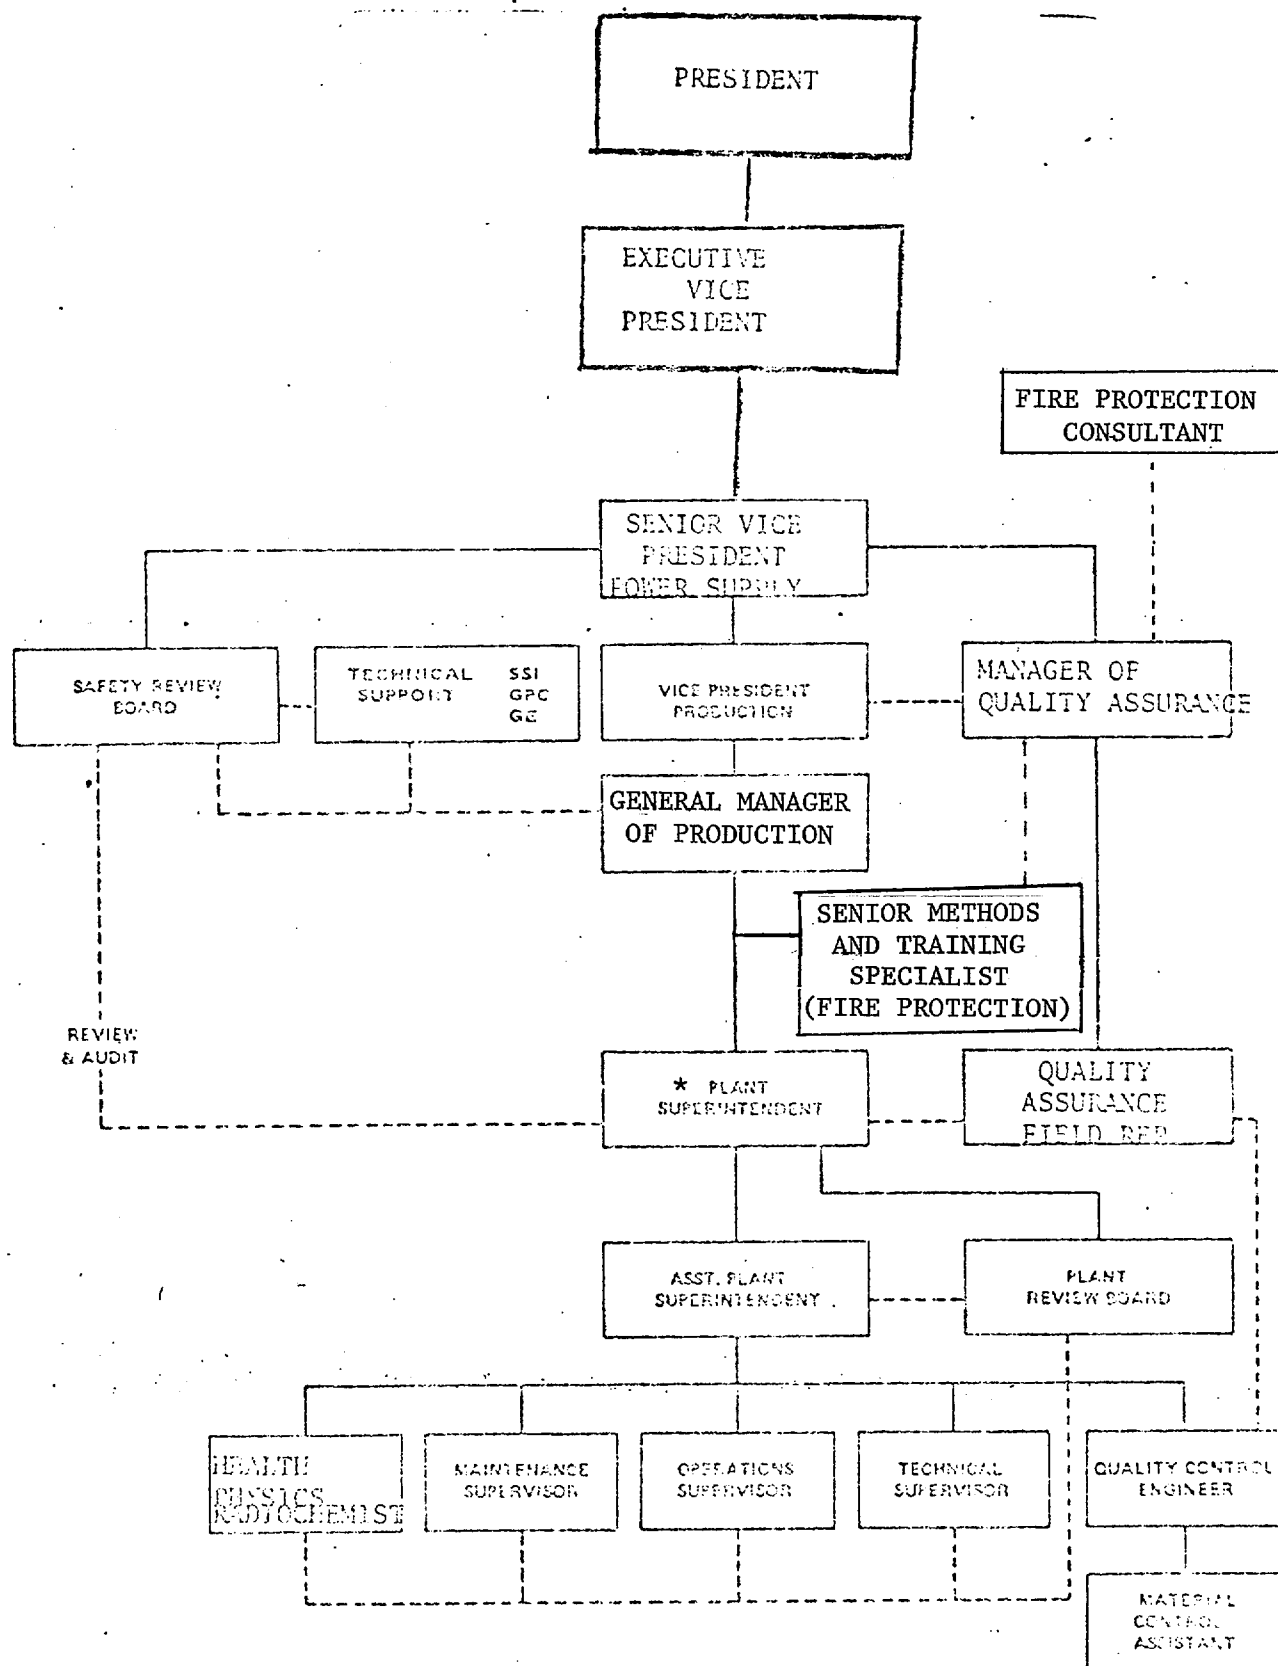 PRESIDENT
EXECUTIVE
VICE
PRESIDENT
FIRE PROTECTION
CONSULTANT
SENIOR VICE
PRESIDENT
POWER SUPPLY
SAFETY REVIEW
BOARD
TECHNICAL SSI
SUPPORT GPC
GE
VICE PRESIDENT
PRODUCTION
MANAGER OF
QUALITY ASSURANCE
GENERAL MANAGER
OF PRODUCTION
SENIOR METHODS
AND TRAINING
SPECIALIST
(FIRE PROTECTION)
REVIEW
& AUDIT
* PLANT
SUPERINTENDENT
QUALITY
ASSURANCE
FIELD REP
ASST. PLANT
SUPERINTENDENT
PLANT
REVIEW BOARD
HEALTH
PHYSICS
RADIOCHEMIST
MAINTENANCE
SUPERVISOR
OPERATIONS
SUPERVISOR
TECHNICAL
SUPERVISOR
QUALITY CONTROL
ENGINEER
MATERIAL
CONTROL
ASSISTANT